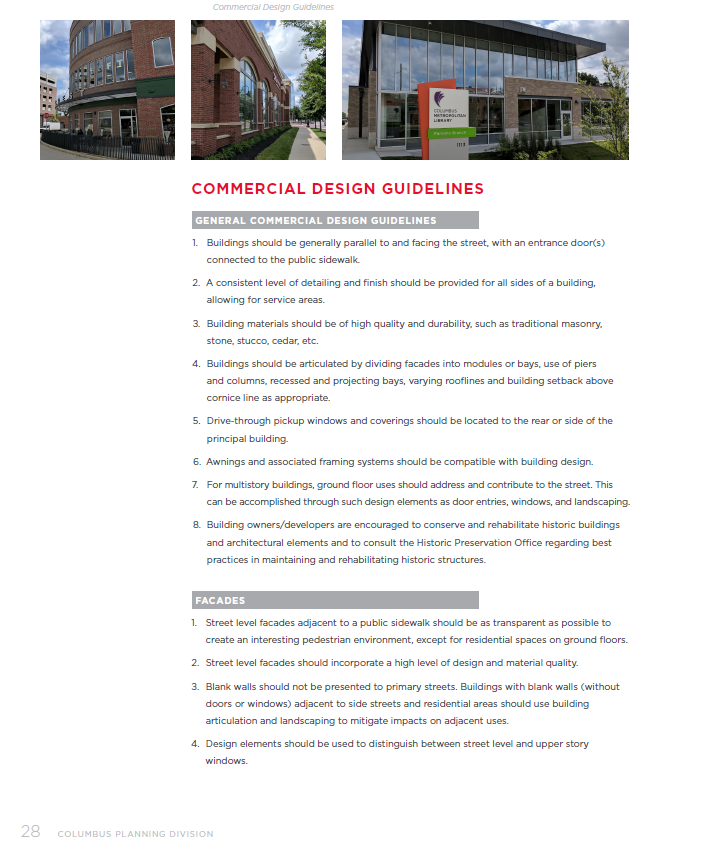 Commercial Design Guidelines
COLUMBUS
METROPOLITAN
LIBRARY
COMMERCIAL DESIGN GUIDELINES
GENERAL COMMERCIAL DESIGN GUIDELINES
1. Buildings should be generally parallel to and facing the street, with an entrance door(s)
connected to the public sidewalk.
2. A consistent level of detailing and finish should be provided for all sides of a building,
allowing for service areas.
3. Building materials should be of high quality and durability, such as traditional masonry,
stone, stucco, cedar, etc.
4. Buildings should be articulated by dividing facades into modules or bays, use of piers
and columns, recessed and projecting bays, varying rooflines and building setback above
cornice line as appropriate.
5. Drive-through pickup windows and coverings should be located to the rear or side of the
principal building.
6. Awnings and associated framing systems should be compatible with building design.
7. For multistory buildings, ground floor uses should address and contribute to the street. This
can be accomplished through such design elements as door entries, windows, and landscaping.
8. Building owners/developers are encouraged to conserve and rehabilitate historic buildings
and architectural elements and to consult the Historic Preservation Office regarding best
practices in maintaining and rehabilitating historic structures.
FACADES
1. Street level facades adjacent to a public sidewalk should be as transparent as possible to
create an interesting pedestrian environment, except for residential spaces on ground floors.
2. Street level facades should incorporate a high level of design and material quality.
3. Blank walls should not be presented to primary streets. Buildings with blank walls (without
doors or windows) adjacent to side streets and residential areas should use building
articulation and landscaping to mitigate impacts on adjacent uses.
4. Design elements should be used to distinguish between street level and upper story
windows.
28 COLUMBUS PLANNING DIVISION